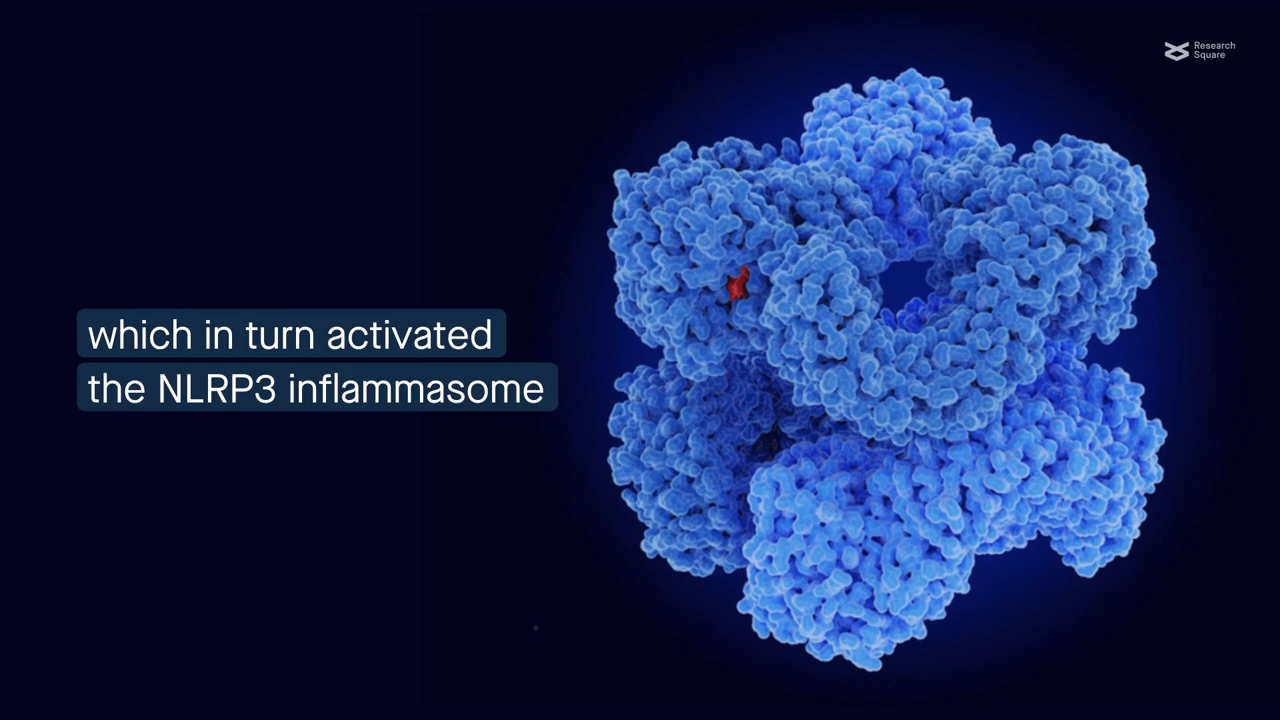 Research
Square
which in turn activated
the NLRP3 inflammasome